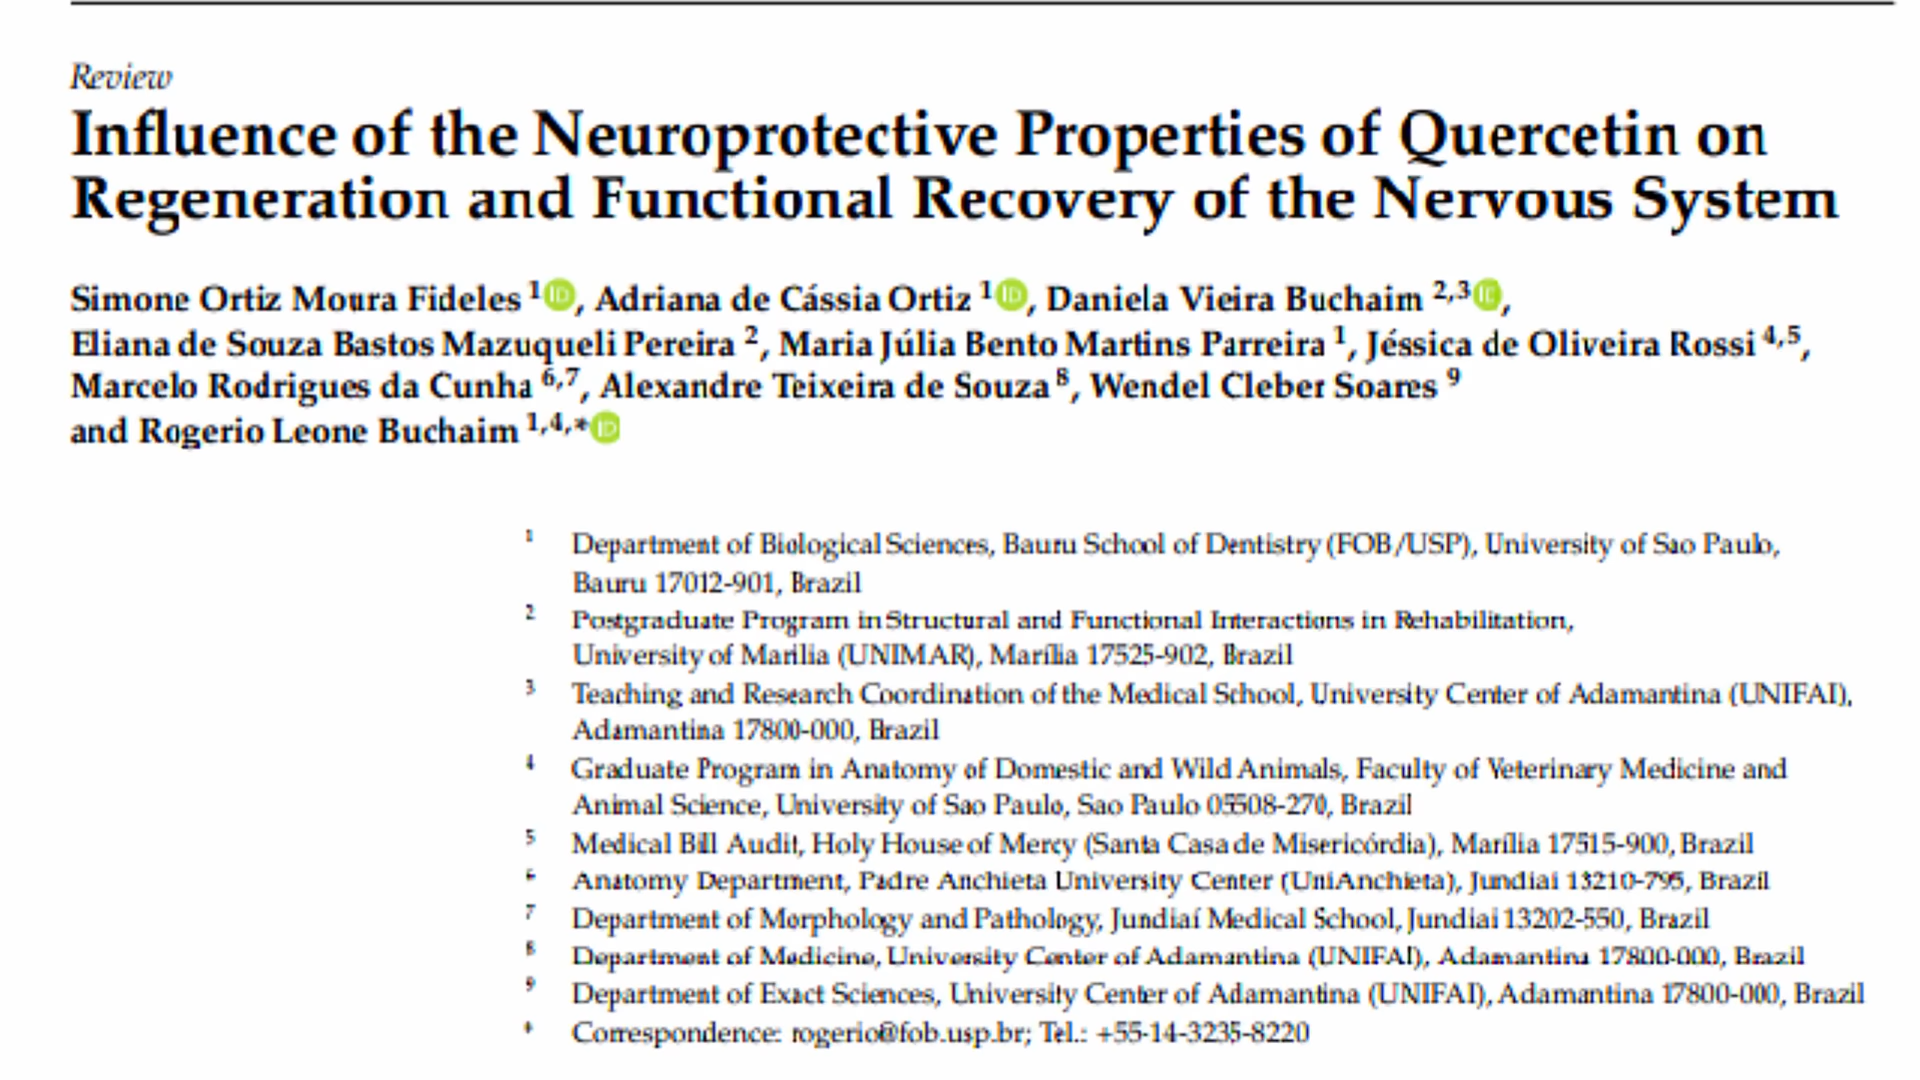 Review
Influence of the Neuroprotective Properties of Quercetin on
Regeneration and Functional Recovery of the Nervous System
Simone Ortiz Moura Fideles 1 iD, Adriana de Cássia Ortiz 1 iD, Daniela Vieira Buchaim 2,3 iD,
Eliana de Souza Bastos Mazuqueli Pereira 2, Maria Júlia Bento Martins Parreira 1, Jéssica de Oliveira Rossi 4,5,
Marcelo Rodrigues da Cunha 6,7, Alexandre Teixeira de Souza 8, Wendel Cleber Soares 9
and Rogerio Leone Buchaim 1,4,* iD
1 Department of Biological Sciences, Bauru School of Dentistry (FOB/USP), University of Sao Paulo,
Bauru 17012-901, Brazil
2 Postgraduate Program in Structural and Functional Interactions in Rehabilitation,
University of Marilia (UNIMAR), Marília 17525-902, Brazil
3 Teaching and Research Coordination of the Medical School, University Center of Adamantina (UNIFAI),
Adamantina 17800-000, Brazil
4 Graduate Program in Anatomy of Domestic and Wild Animals, Faculty of Veterinary Medicine and
Animal Science, University of Sao Paulo, Sao Paulo 05508-270, Brazil
5 Medical Bill Audit, Holy House of Mercy (Santa Casa de Misericórdia), Marília 17515-900, Brazil
6 Anatomy Department, Padre Anchieta University Center (UniAnchieta), Jundiai 13210-795, Brazil
7 Department of Morphology and Pathology, Jundiaí Medical School, Jundiai 13202-550, Brazil
8 Department of Medicine, University Center of Adamantina (UNIFAI), Adamantina 17800-000, Brazil
9 Department of Exact Sciences, University Center of Adamantina (UNIFAI), Adamantina 17800-000, Brazil
* Correspondence: rogerio@fob.usp.br; Tel.: +55-14-3235-8220